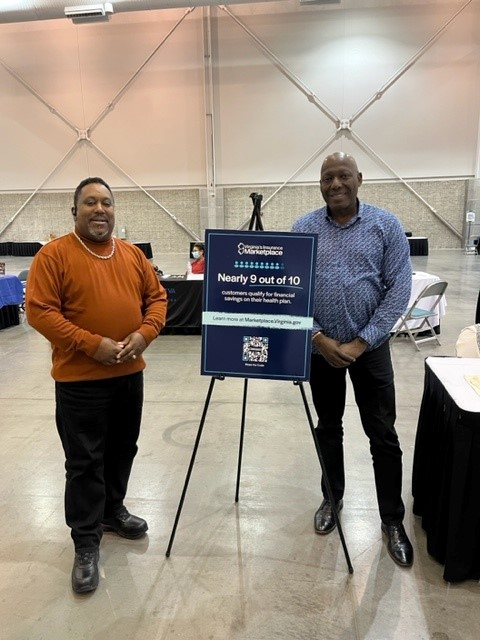 Virginia's Insurance
Marketplace
Nearly 9 out of 10
customers qualify for financial
savings on their health plan.
Learn more at Marketplace.Virginia.gov